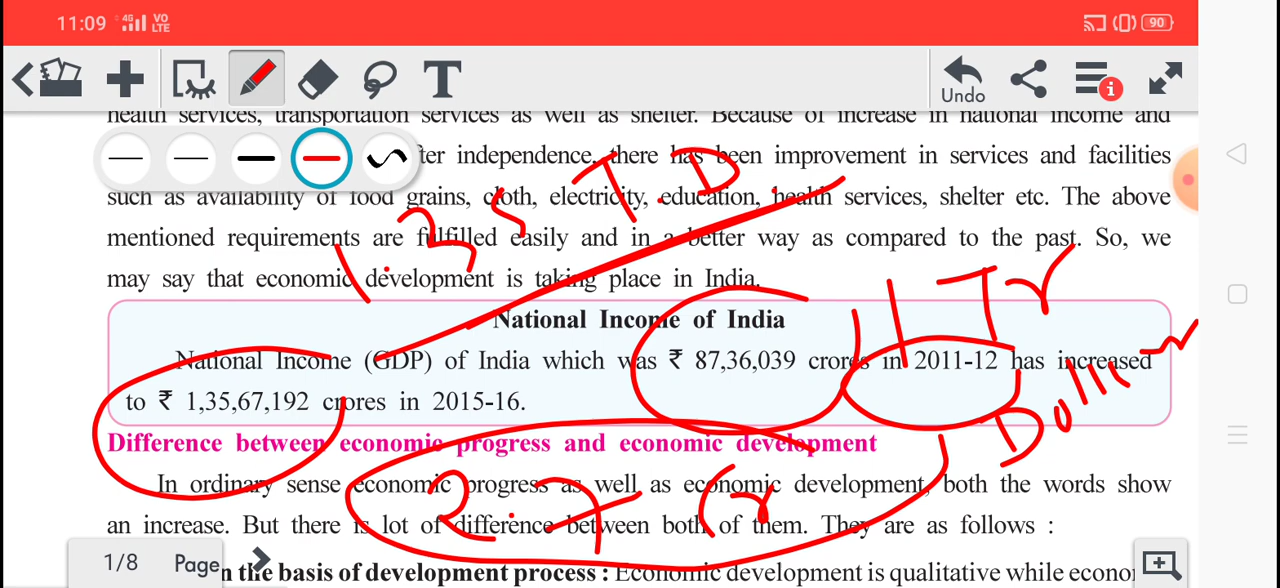 11:09 4G VO LTE 90
T Undo i
health services, transportation services as well as shelter. Because of increase in national income and
ter independence, there has been improvement in services and facilities
such as availability of food grains, cloth, electricity, education, health services, shelter etc. The above
mentioned requirements are fulfilled easily and in a better way as compared to the past. So, we
may say that economic development is taking place in India.
1.35 T D
1 Tr
Dollar
National Income of India
National Income (GDP) of India which was ₹ 87,36,039 crores in 2011-12 has increased
to ₹ 1,35,67,192 crores in 2015-16.
Difference between economic progress and economic development
In ordinary sense economic progress as well as economic development, both the words show
an increase. But there is lot of difference between both of them. They are as follows :
1/8 Page
n the basis of development process : Economic development is qualitative while econo